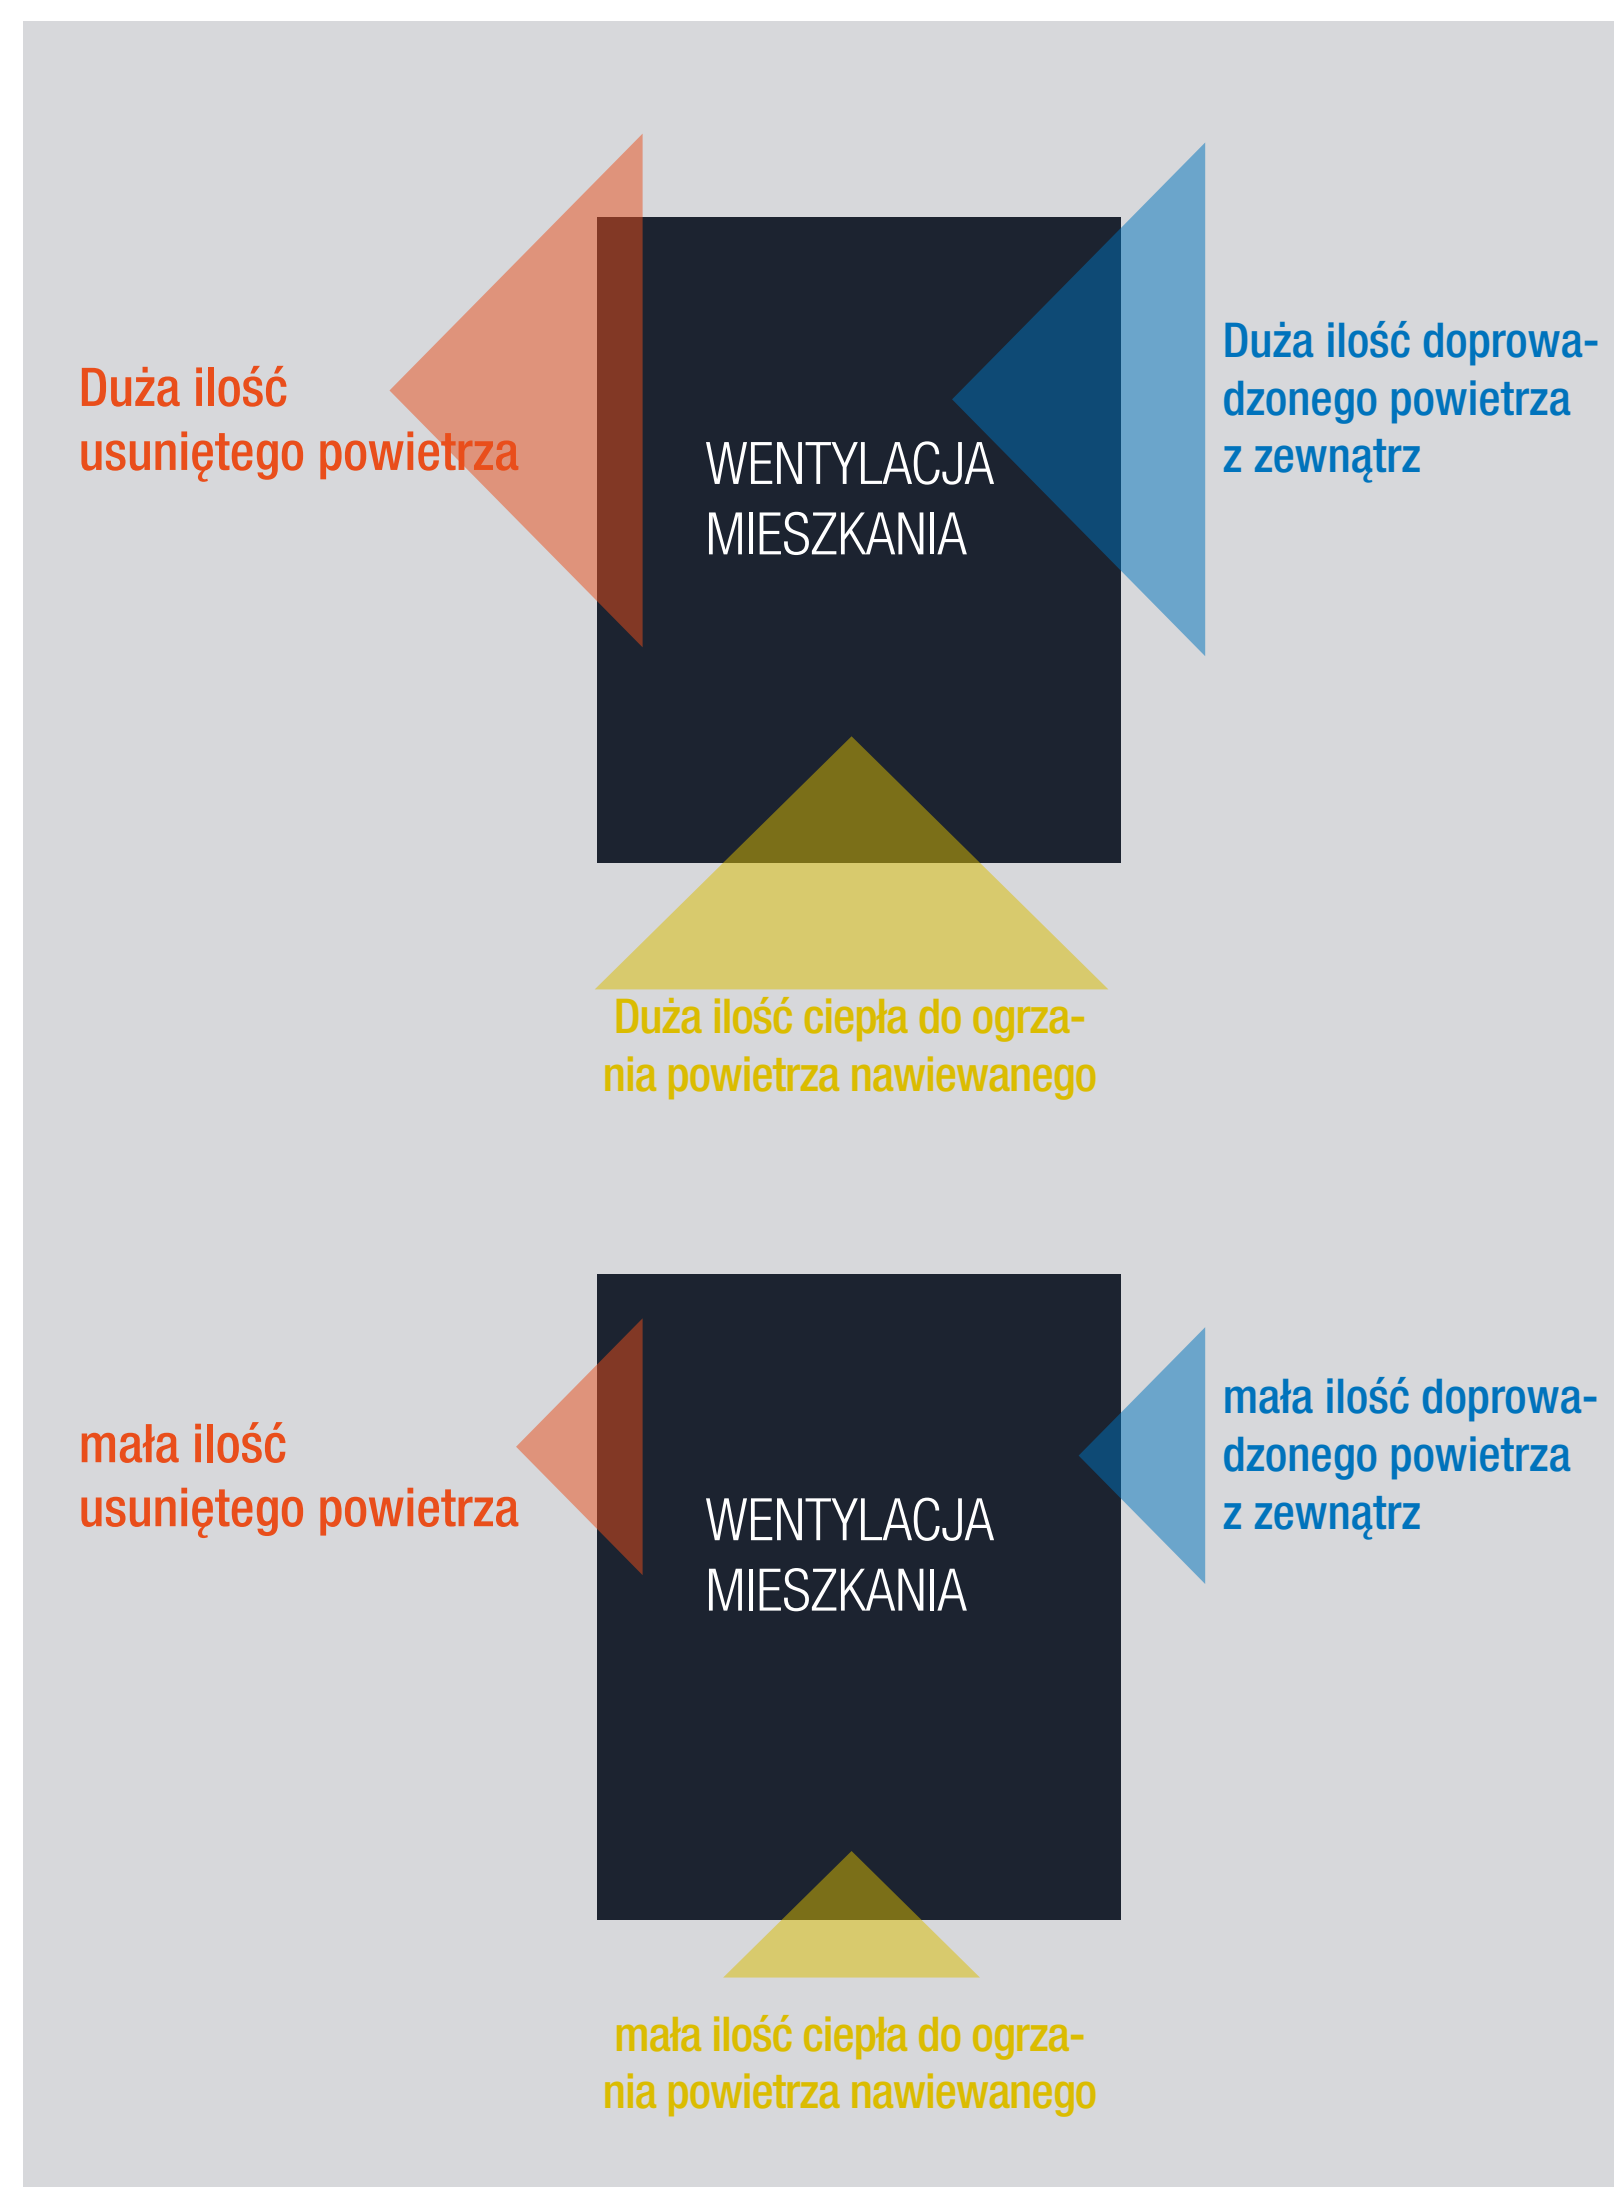 Duża ilość
usuniętego powietrza
WENTYLACJA
MIESZKANIA
Duża ilość doprowa-
dzonego powietrza
z zewnątrz
Duża ilość ciepła do ogrza-
nia powietrza nawiewanego
mała ilość
usuniętego powietrza
WENTYLACJA
MIESZKANIA
mała ilość doprowa-
dzonego powietrza
z zewnątrz
mała ilość ciepła do ogrza-
nia powietrza nawiewanego